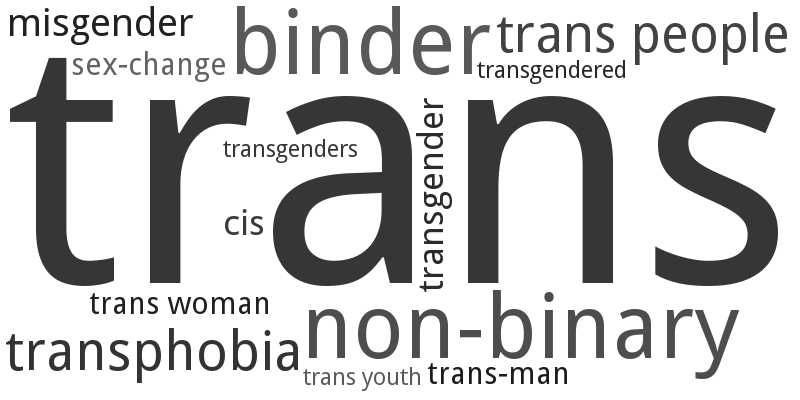 misgender
binder
trans people
sex-change
transgendered
trans
transgenders
transgender
cis
trans woman
non-binary
transphobia
trans youth
trans-man